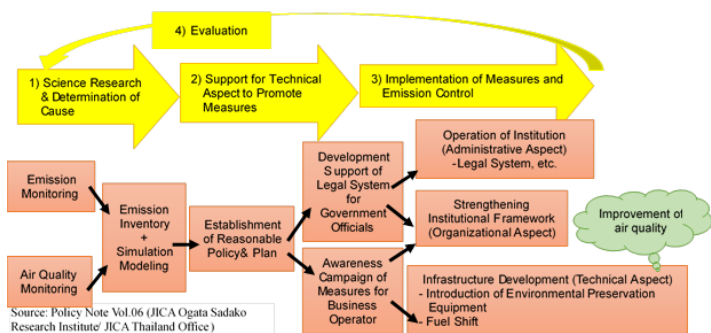 4) Evaluation
1) Science Research
& Determination of
Cause
2) Support for Technical
Aspect to Promote
Measures
3) Implementation of Measures and
Emission Control
Emission
Monitoring
Air Quality
Monitoring
Emission
Inventory
+
Simulation
Modeling
Establishment
of Reasonable
Policy& Plan
Development
Support of
Legal System
for
Government
Officials
Awareness
Campaign of
Measures for
Business
Operator
Operation of Institution
(Administrative Aspect)
-Legal System, etc.
Strengthening
Institutional Framework
(Organizational Aspect)
Infrastructure Development (Technical Aspect)
- Introduction of Environmental Preservation
Equipment
- Fuel Shift
Improvement of
air quality
Source: Policy Note Vol.06 (JICA Ogata Sadako
Research Institute/ JICA Thailand Office)